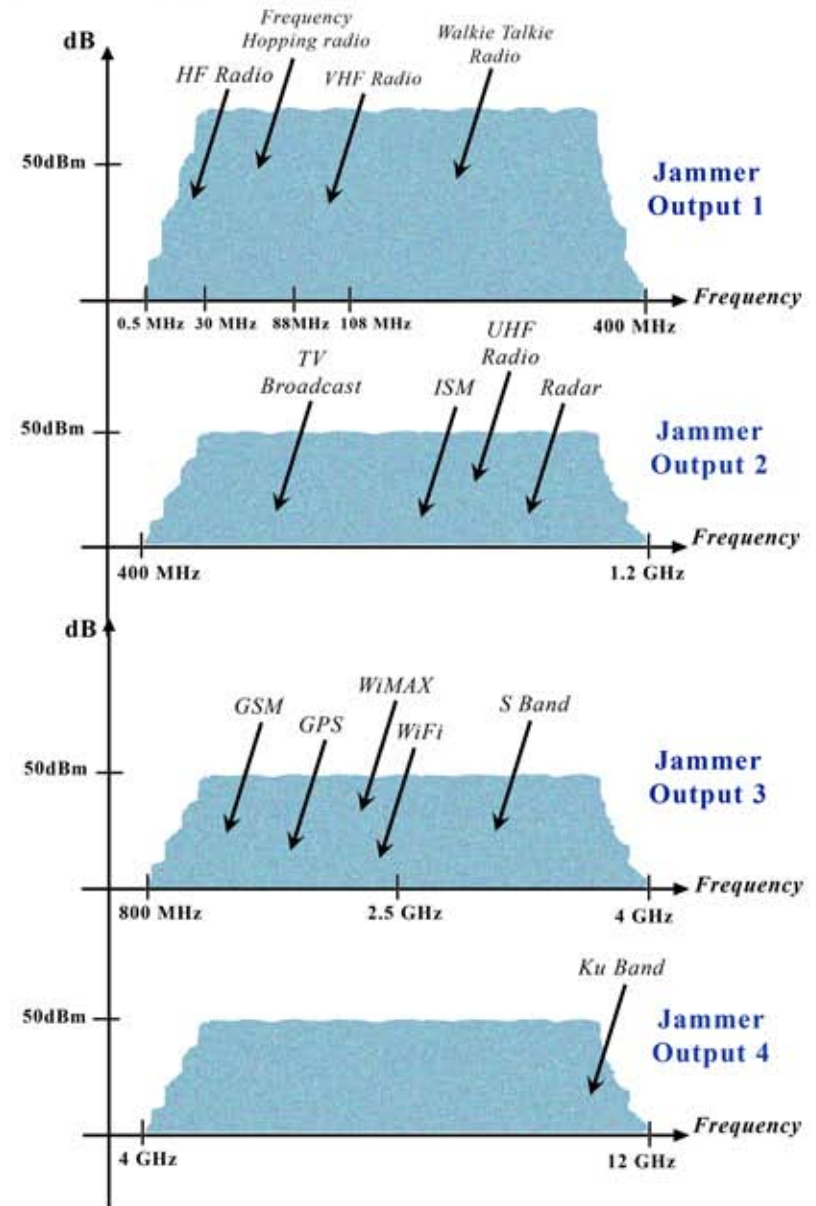 dB
Frequency
Hopping radio
Walkie Talkie
Radio
HF Radio
VHF Radio
50dBm
Jammer
Output 1
Frequency
0.5 MHz
30 MHz
88MHz
108 MHz
400 MHz
TV
Broadcast
ISM
UHF
Radio
Radar
50dBm
Jammer
Output 2
Frequency
400 MHz
1.2 GHz
dB
GSM
GPS
WiMAX
WiFi
S Band
50dBm
Jammer
Output 3
Frequency
800 MHz
2.5 GHz
4 GHz
Ku Band
50dBm
Jammer
Output 4
Frequency
4 GHz
12 GHz